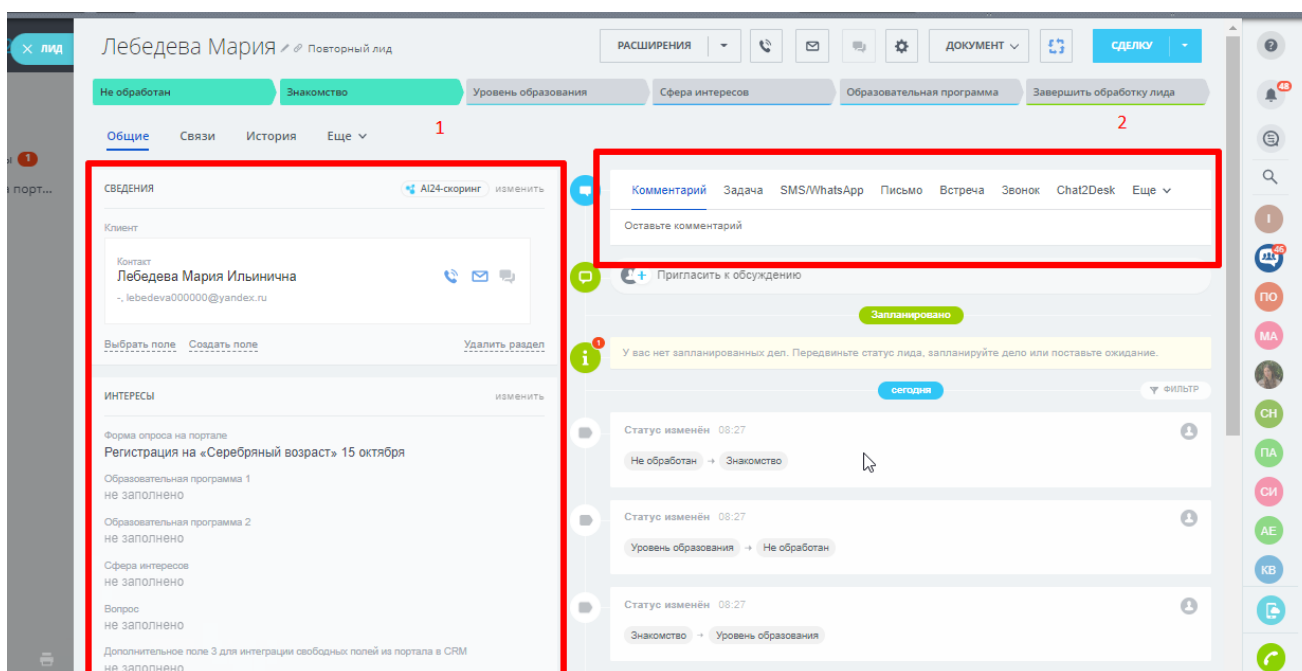 ЛИД
Лебедева Мария Повторный лид
РАСШИРЕНИЯ
ДОКУМЕНТ
СДЕЛКУ
Не обработан
Знакомство
Уровень образования
Сфера интересов
Образовательная программа
Завершить обработку лида
48
Общие Связи История Еще
1
2
1
порт...
СВЕДЕНИЯ
AI24-скоринг
изменить
Клиент
Контакт
Лебедева Мария Ильинична
-, lebedeva000000@yandex.ru
Выбрать поле Создать поле
Удалить раздел
ИНТЕРЕСЫ
изменить
Форма опроса на портале
Регистрация на «Серебряный возраст» 15 октября
Образовательная программа 1
не заполнено
Образовательная программа 2
не заполнено
Сфера интересов
не заполнено
Вопрос
не заполнено
Дополнительное поле 3 для интеграции свободных полей из портала в CRM
не заполнено
Комментарий Задача SMS/WhatsApp Письмо Встреча Звонок Chat2Desk Еще
Оставьте комментарий
Пригласить к обсуждению
Запланировано
1
У вас нет запланированных дел. Передвиньте статус лида, запланируйте дело или поставьте ожидание.
сегодня
ФИЛЬТР
Статус изменён 08:27
Не обработан → Знакомство
Статус изменён 08:27
Уровень образования → Не обработан
Статус изменён 08:27
Знакомство → Уровень образования
I
46
ПО
МА
СН
ПА
СИ
АЕ
КВ